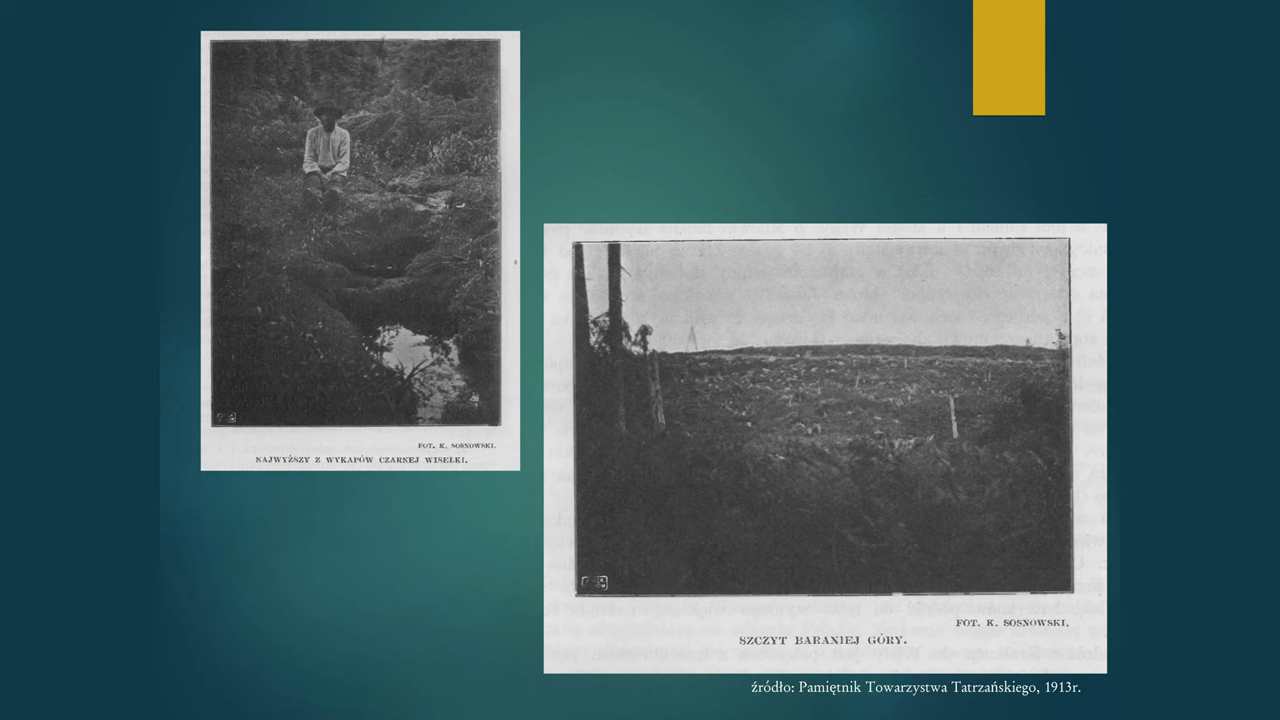 FOT. K. SOSNOWSKI.
NAJWYŻSZY Z WYKAPÓW CZARNEJ WISEŁKI.
FOT. K. SOSNOWSKI.
SZCZYT BARANIEJ GÓRY.
źródło: Pamiętnik Towarzystwa Tatrzańskiego, 1913r.